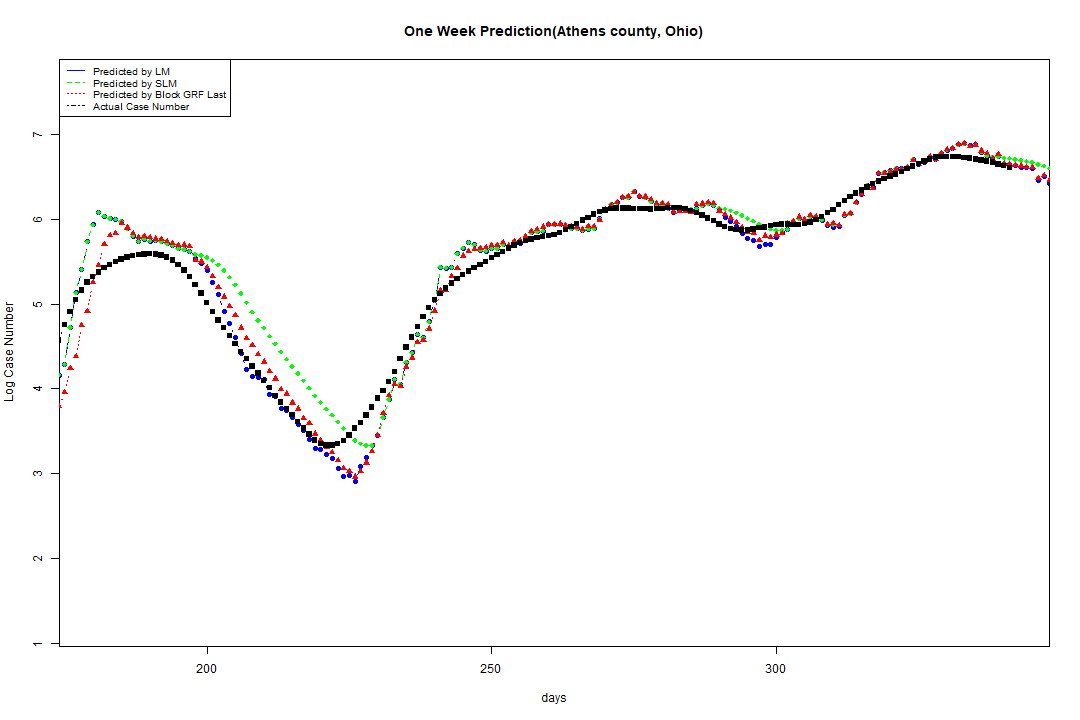 One Week Prediction(Athens county, Ohio)
Predicted by LM
Predicted by SLM
Predicted by Block GRF Last
Actual Case Number
7
6
5
4
3
2
1
Log Case Number
200
250
300
days